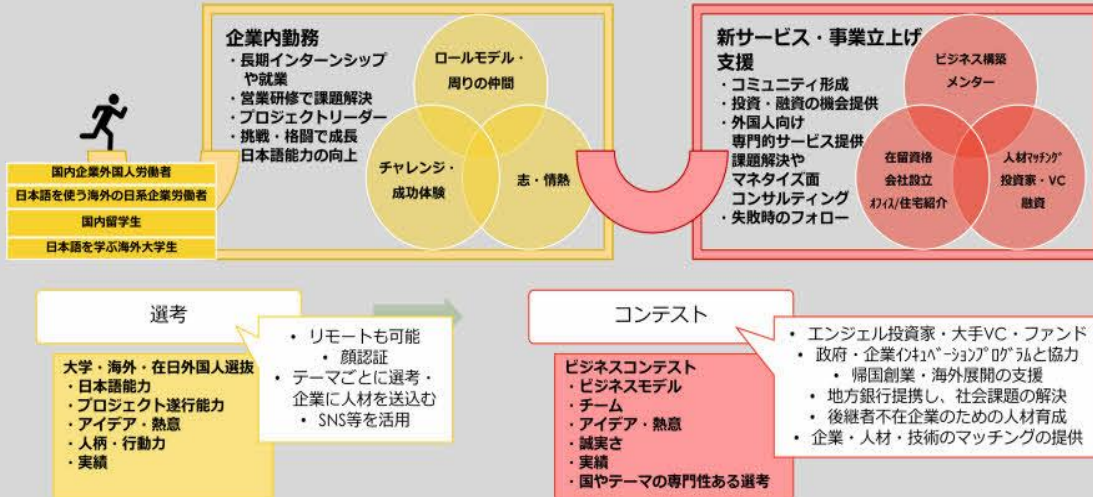 企業内勤務
・長期インターンシップ
や就業
・営業研修で課題解決
・プロジェクトリーダー
・挑戦・格闘で成長
日本語能力の向上
ロールモデル・
周りの仲間
チャレンジ・
成功体験
志・情熱
国内企業外国人労働者
日本語を使う海外の日系企業労働者
国内留学生
日本語を学ぶ海外大学生
新サービス・事業立上げ
支援
・コミュニティ形成
・投資・融資の機会提供
・外国人向け
専門的サービス提供
課題解決や
マネタイズ面
コンサルティング
・失敗時のフォロー
ビジネス構築
メンター
在留資格
会社設立
オフィス/住宅紹介
人材マッチング
投資家・VC
融資
選考
大学・海外・在日外国人選抜
・日本語能力
・プロジェクト遂行能力
・アイデア・熱意
・人柄・行動力
・実績
• リモートも可能
• 顔認証
• テーマごとに選考・
企業に人材を送込む
• SNS等を活用
コンテスト
ビジネスコンテスト
・ビジネスモデル
・チーム
・アイデア・熱意
・誠実さ
・実績
・国やテーマの専門性ある選考
• エンジェル投資家・大手VC・ファンド
• 政府・企業インキュベーションプログラムと協力
• 帰国創業・海外展開の支援
• 地方銀行提携し、社会課題の解決
• 後継者不在企業のための人材育成
• 企業・人材・技術のマッチングの提供